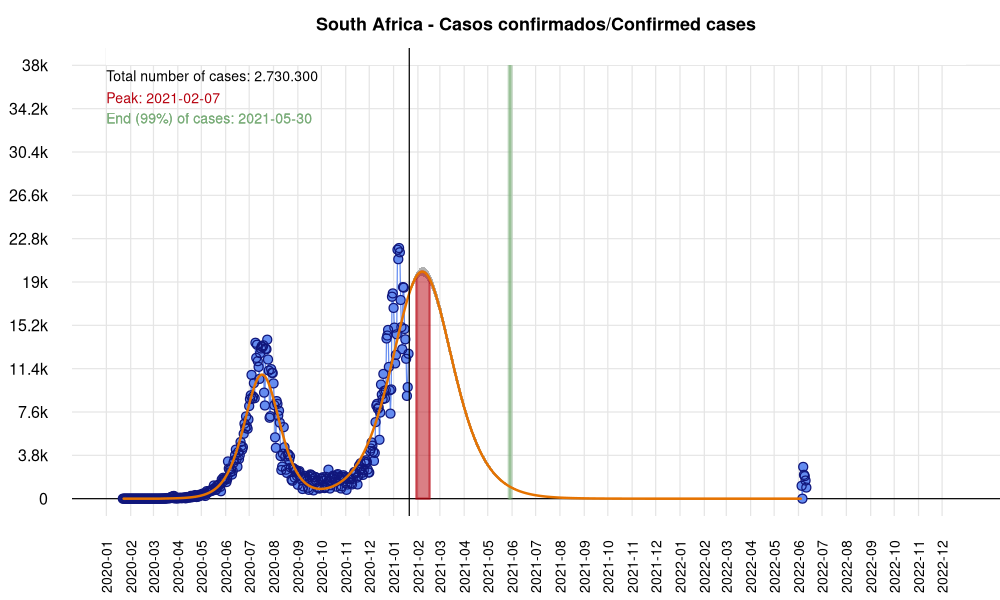 South Africa - Casos confirmados/Confirmed cases
Total number of cases: 2.730.300
Peak: 2021-02-07
End (99%) of cases: 2021-05-30
38k
34.2k
30.4k
26.6k
22.8k
19k
15.2k
11.4k
7.6k
3.8k
0
2020-01
2020-02
2020-03
2020-04
2020-05
2020-06
2020-07
2020-08
2020-09
2020-10
2020-11
2020-12
2021-01
2021-02
2021-03
2021-04
2021-05
2021-06
2021-07
2021-08
2021-09
2021-10
2021-11
2021-12
2022-01
2022-02
2022-03
2022-04
2022-05
2022-06
2022-07
2022-08
2022-09
2022-10
2022-11
2022-12